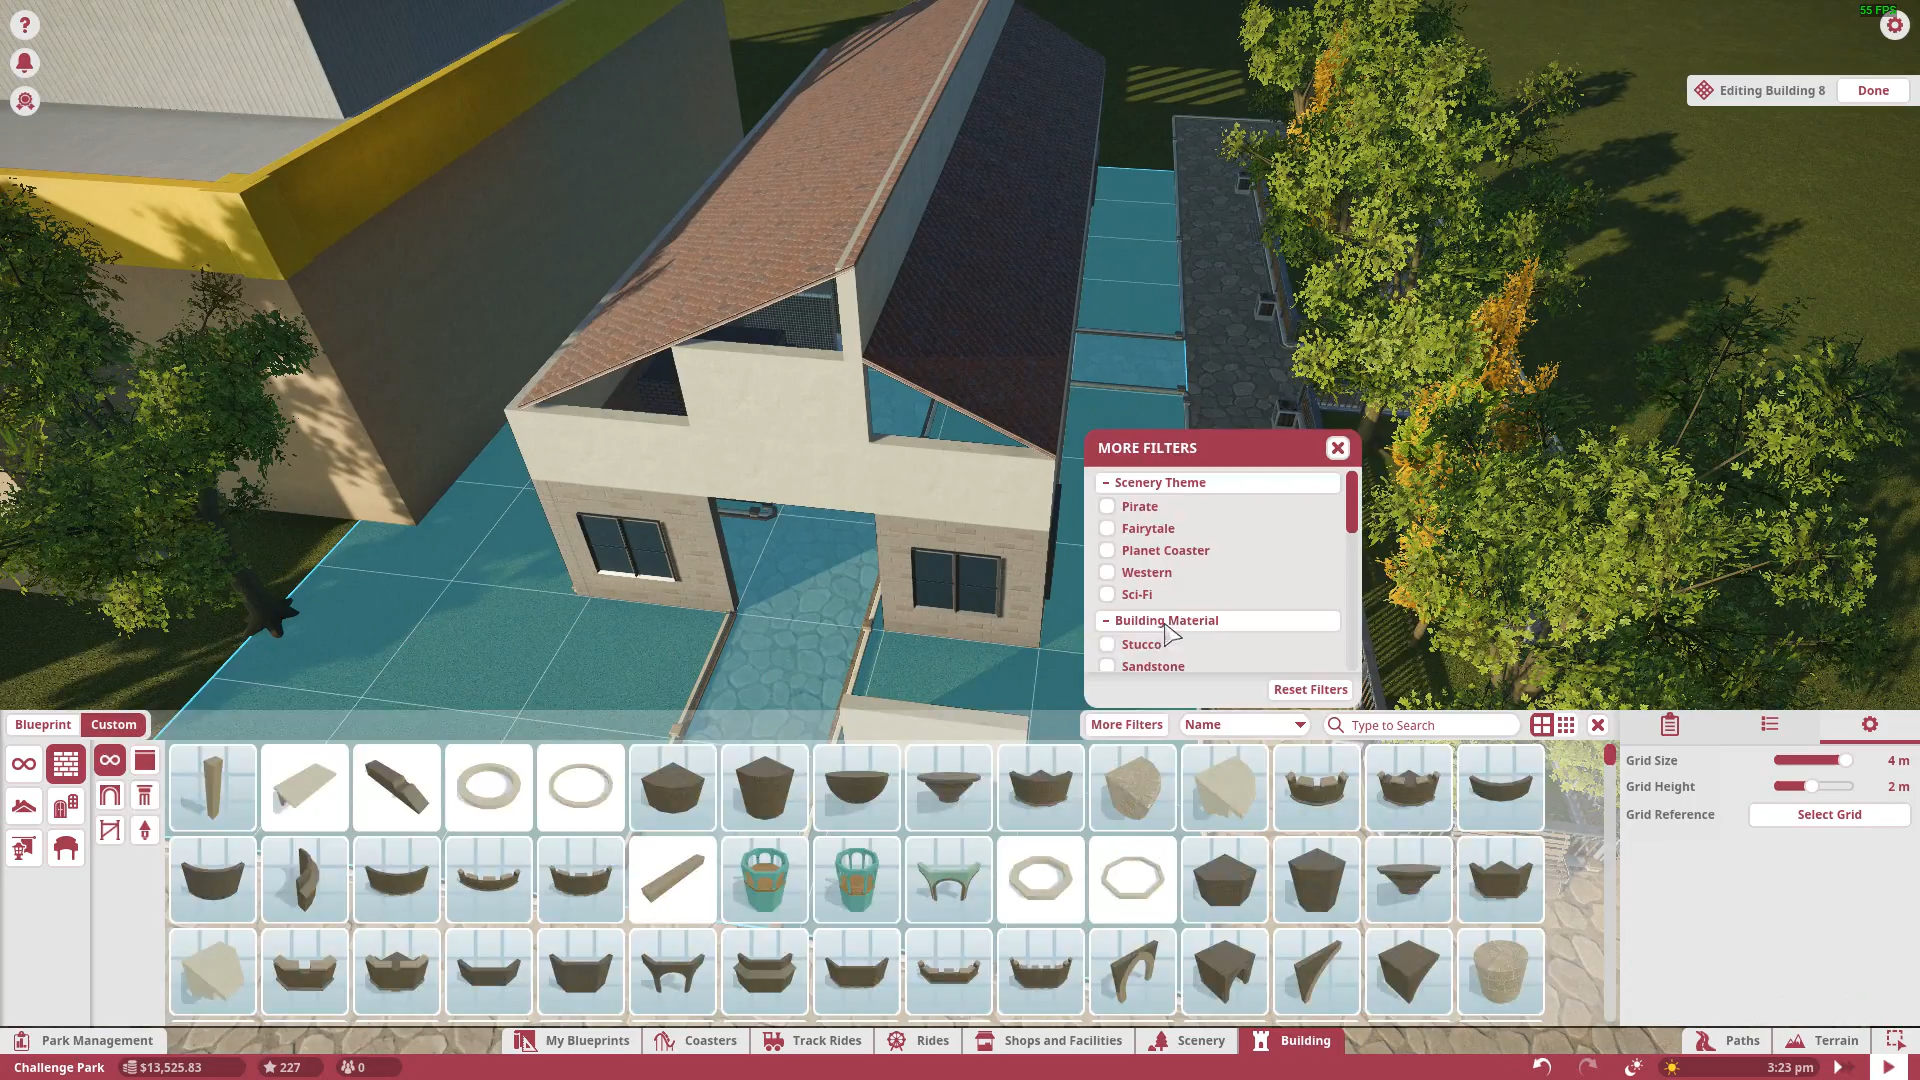 ?
55 FPS
Editing Building 8
Done
MORE FILTERS
- Scenery Theme
Pirate
Fairytale
Planet Coaster
Western
Sci-Fi
- Building Material
Stucco
Sandstone
Reset Filters
Blueprint
Custom
More Filters
Name
Type to Search
Grid Size
4 m
Grid Height
2 m
Grid Reference
Select Grid
Park Management
My Blueprints
Coasters
Track Rides
Rides
Shops and Facilities
Scenery
Building
Paths
Terrain
Challenge Park
$13,525.83
227
0
3:23 pm